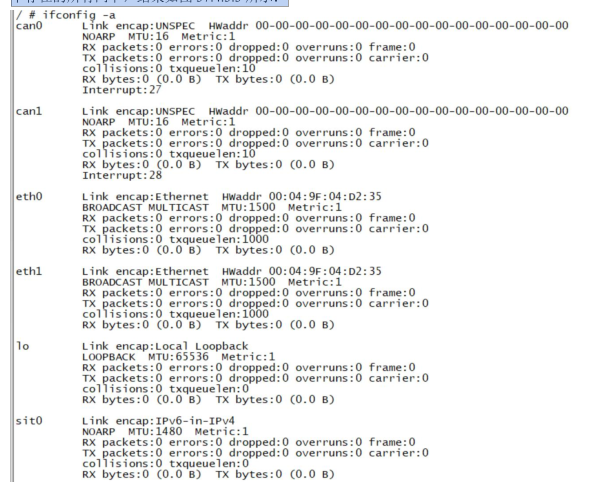 / # ifconfig -a
can0 Link encap:UNSPEC HWaddr 00-00-00-00-00-00-00-00-00-00-00-00-00-00-00-00
NOARP MTU:16 Metric:1
RX packets:0 errors:0 dropped:0 overruns:0 frame:0
TX packets:0 errors:0 dropped:0 overruns:0 carrier:0
collisions:0 txqueuelen:10
RX bytes:0 (0.0 B) TX bytes:0 (0.0 B)
Interrupt:27
can1 Link encap:UNSPEC HWaddr 00-00-00-00-00-00-00-00-00-00-00-00-00-00-00-00
NOARP MTU:16 Metric:1
RX packets:0 errors:0 dropped:0 overruns:0 frame:0
TX packets:0 errors:0 dropped:0 overruns:0 carrier:0
collisions:0 txqueuelen:10
RX bytes:0 (0.0 B) TX bytes:0 (0.0 B)
Interrupt:28
eth0 Link encap:Ethernet HWaddr 00:04:9F:04:D2:35
BROADCAST MULTICAST MTU:1500 Metric:1
RX packets:0 errors:0 dropped:0 overruns:0 frame:0
TX packets:0 errors:0 dropped:0 overruns:0 carrier:0
collisions:0 txqueuelen:1000
RX bytes:0 (0.0 B) TX bytes:0 (0.0 B)
eth1 Link encap:Ethernet HWaddr 00:04:9F:04:D2:35
BROADCAST MULTICAST MTU:1500 Metric:1
RX packets:0 errors:0 dropped:0 overruns:0 frame:0
TX packets:0 errors:0 dropped:0 overruns:0 carrier:0
collisions:0 txqueuelen:1000
RX bytes:0 (0.0 B) TX bytes:0 (0.0 B)
lo Link encap:Local Loopback
LOOPBACK MTU:65536 Metric:1
RX packets:0 errors:0 dropped:0 overruns:0 frame:0
TX packets:0 errors:0 dropped:0 overruns:0 carrier:0
collisions:0 txqueuelen:0
RX bytes:0 (0.0 B) TX bytes:0 (0.0 B)
sit0 Link encap:IPv6-in-IPv4
NOARP MTU:1480 Metric:1
RX packets:0 errors:0 dropped:0 overruns:0 frame:0
TX packets:0 errors:0 dropped:0 overruns:0 carrier:0
collisions:0 txqueuelen:0
RX bytes:0 (0.0 B) TX bytes:0 (0.0 B)